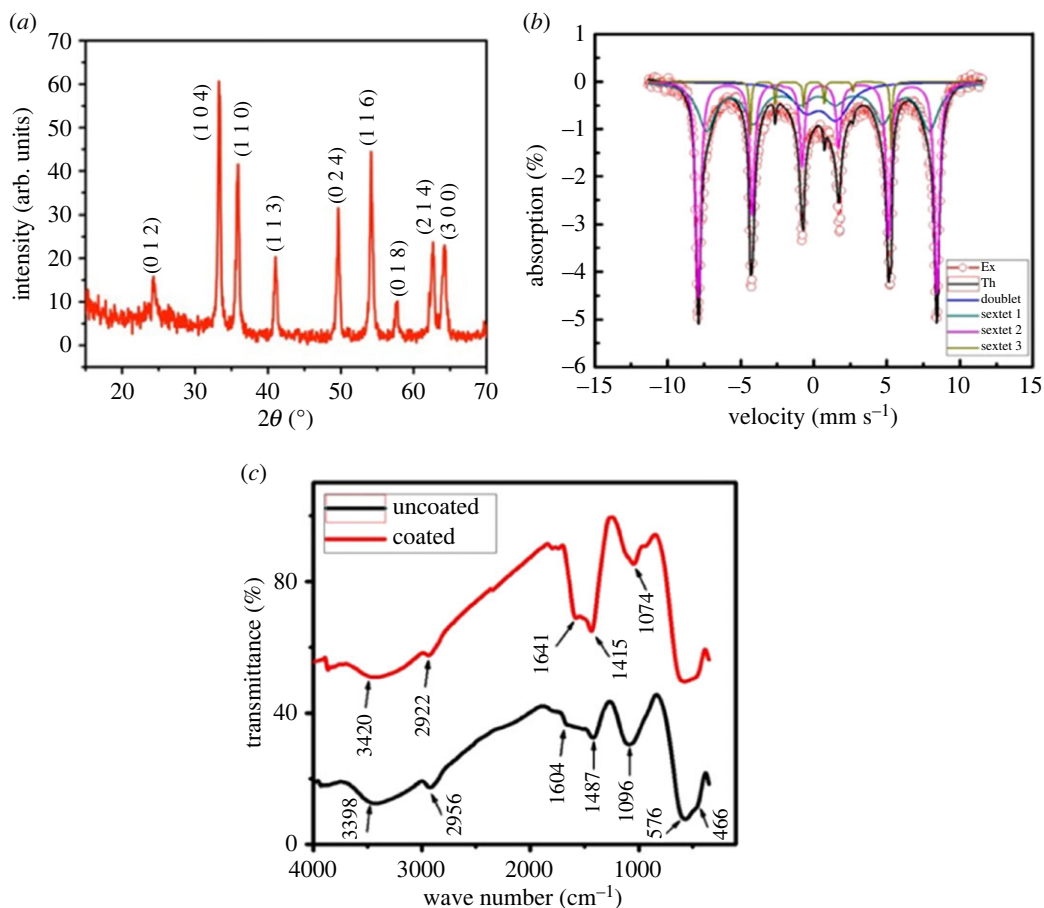 (a)
70
60
50
40
30
20
10
0
intensity (arb. units)
(0 1 2)
(1 0 4)
(1 1 0)
(1 1 3)
(0 2 4)
(1 1 6)
(0 1 8)
(2 1 4)
(3 0 0)
20 30 40 50 60 70
2θ (°)
(b)
1
0
–1
–2
–3
–4
–5
–6
absorption (%)
Ex
Th
doublet
sextet 1
sextet 2
sextet 3
–15 –10 –5 0 5 10 15
velocity (mm s–1)
(c)
uncoated
coated
80
40
0
transmittance (%)
3420
2922
1641
1415
1074
3398
2956
1604
1487
1096
576
466
4000 3000 2000 1000
wave number (cm–1)